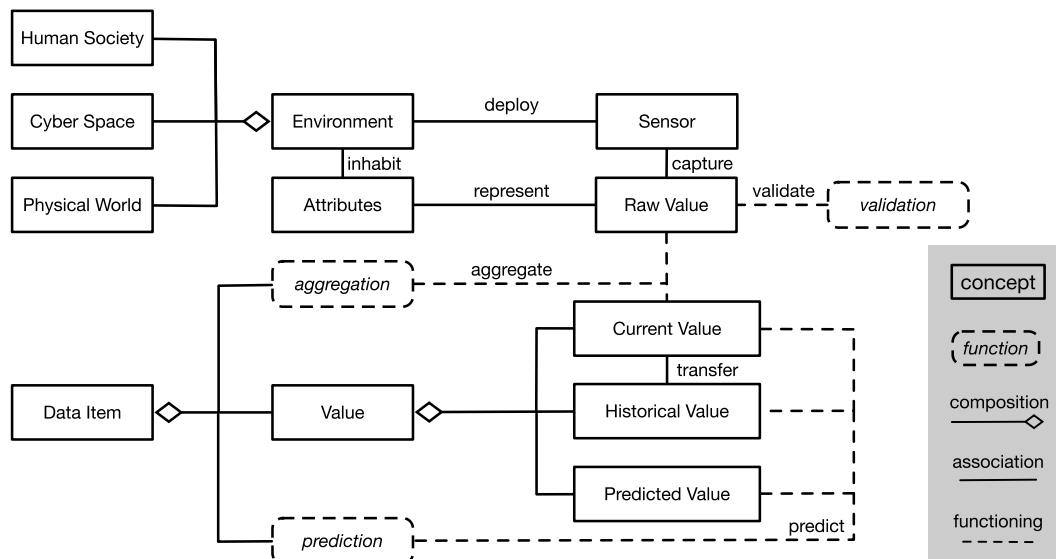 Human Society
Cyber Space
Environment
deploy
Sensor
inhabit
capture
Physical World
Attributes
represent
Raw Value
validate
validation
aggregation
aggregate
concept
Current Value
function
transfer
Data Item
Value
Historical Value
composition
association
Predicted Value
prediction
predict
functioning